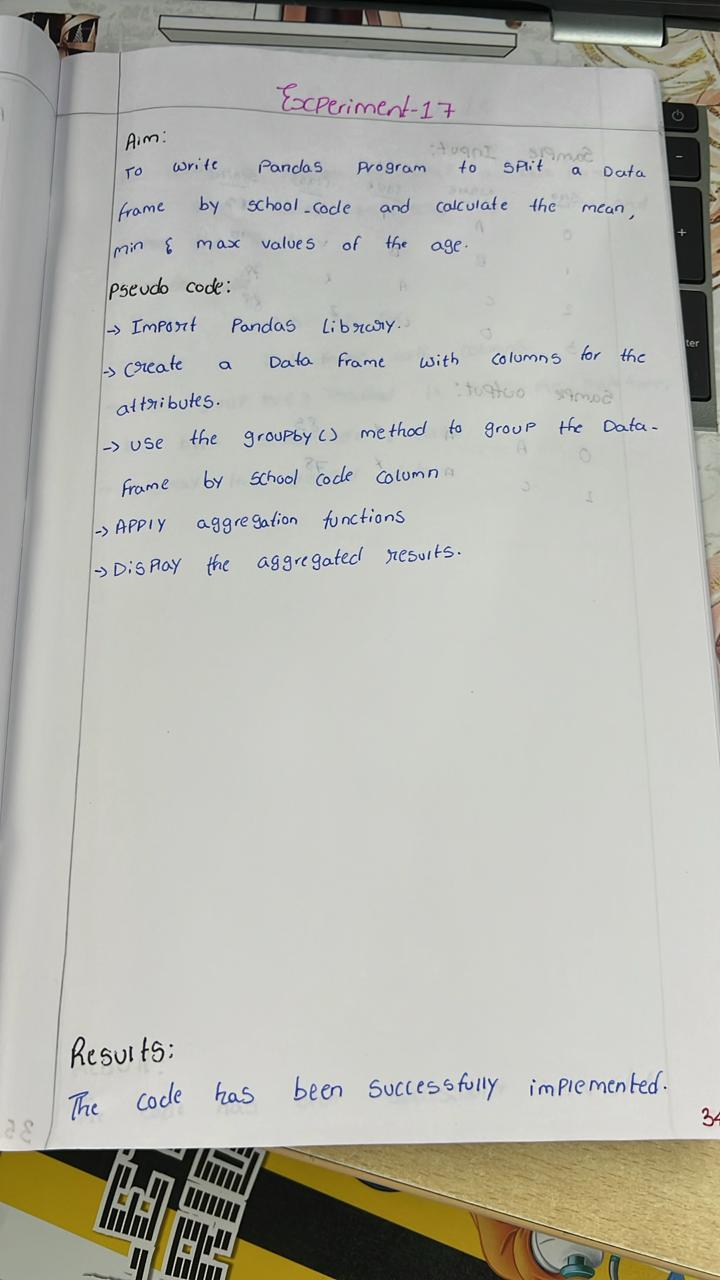 Experiment-17
Aim:
To write Pandas Program to split a Data
frame by school_code and calculate the mean,
min & max values of the age.
Pseudo code:
→ Import Pandas Library.
→ Create a Data Frame with columns for the
attributes.
→ Use the groupby() method to group the Data-
frame by school code column
→ Apply aggregation functions
→ Display the aggregated results.
Results:
The code has been successfully implemented.
34